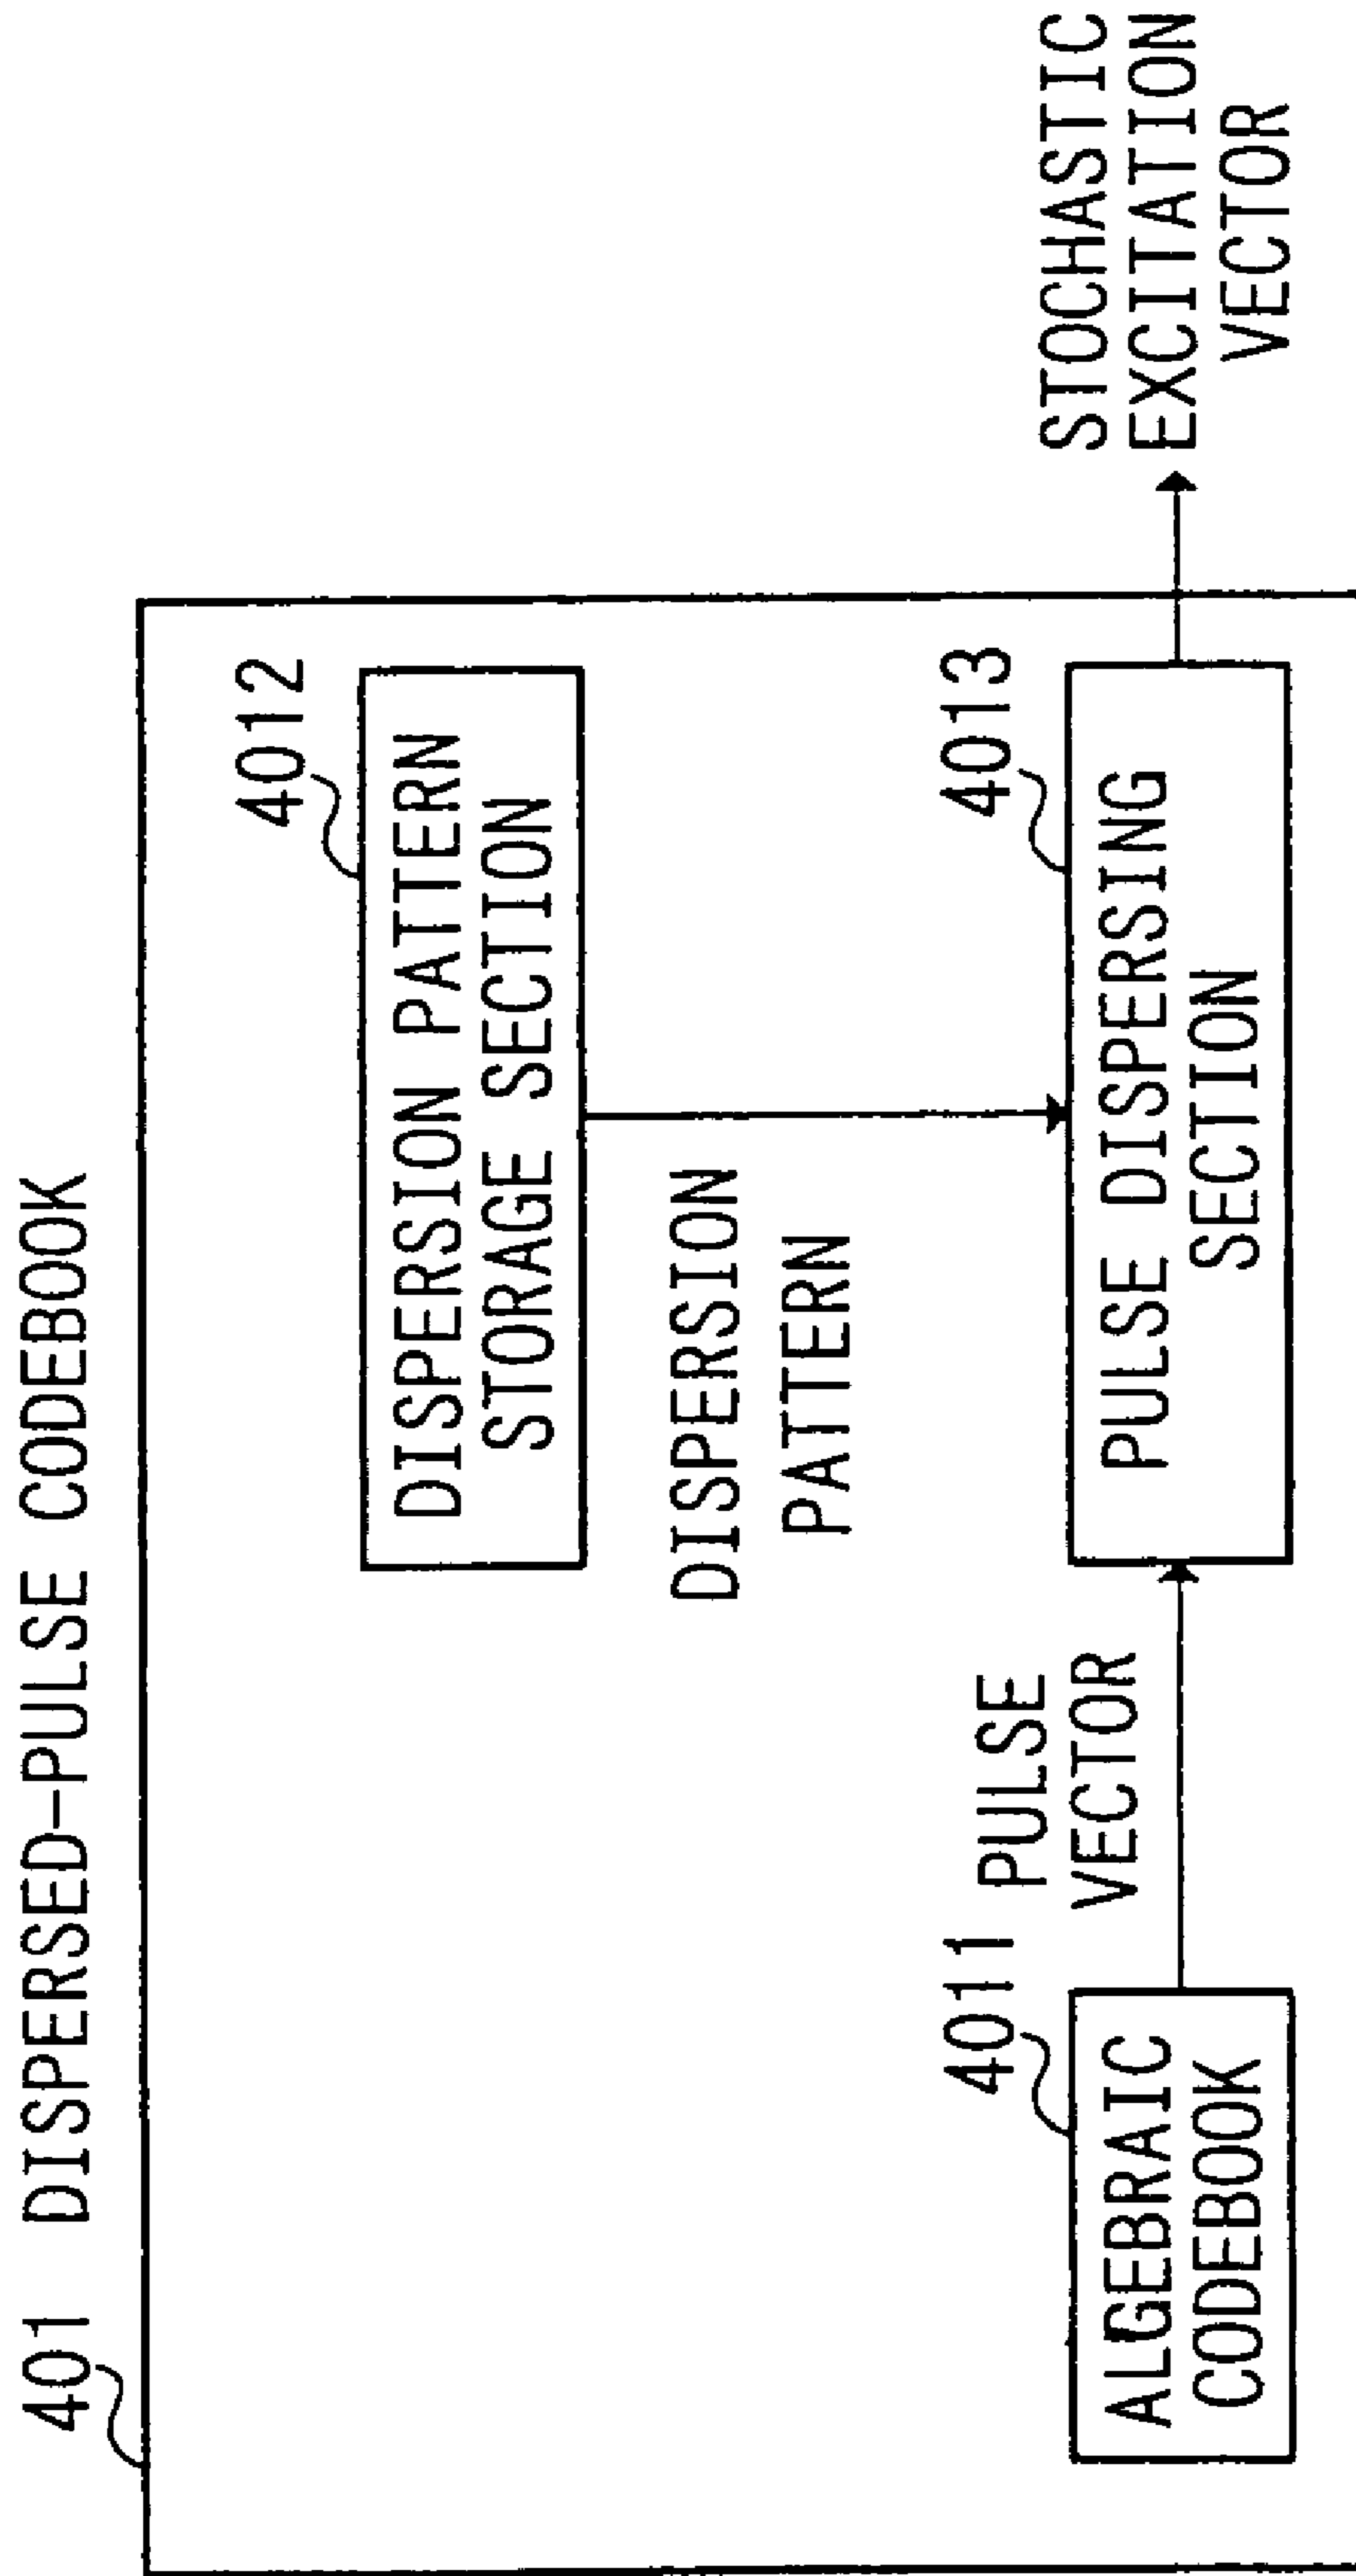 401 DISPERSED-PULSE CODEBOOK
4012
DISPERSION PATTERN
STORAGE SECTION
DISPERSION
PATTERN
4011
PULSE
VECTOR
4013
ALGEBRAIC
CODEBOOK
PULSE DISPERSING
SECTION
STOCHASTIC
EXCITATION
VECTOR